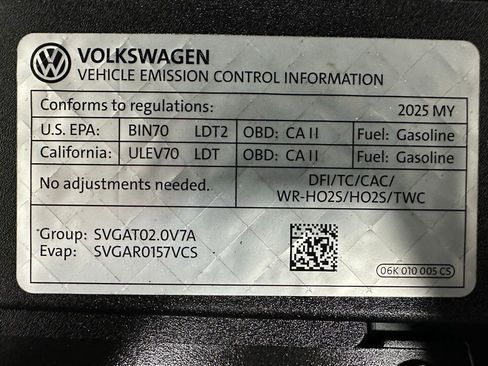 VOLKSWAGEN
VEHICLE EMISSION CONTROL INFORMATION
Conforms to regulations: 2025 MY
U.S. EPA: BIN70 LDT2 OBD: CA II Fuel: Gasoline
California: ULEV70 LDT OBD: CA II Fuel: Gasoline
No adjustments needed. DFI/TC/CAC/
WR-HO2S/HO2S/TWC
Group: SVGAT02.0V7A
Evap: SVGAR0157VCS
06K 010 005 CS